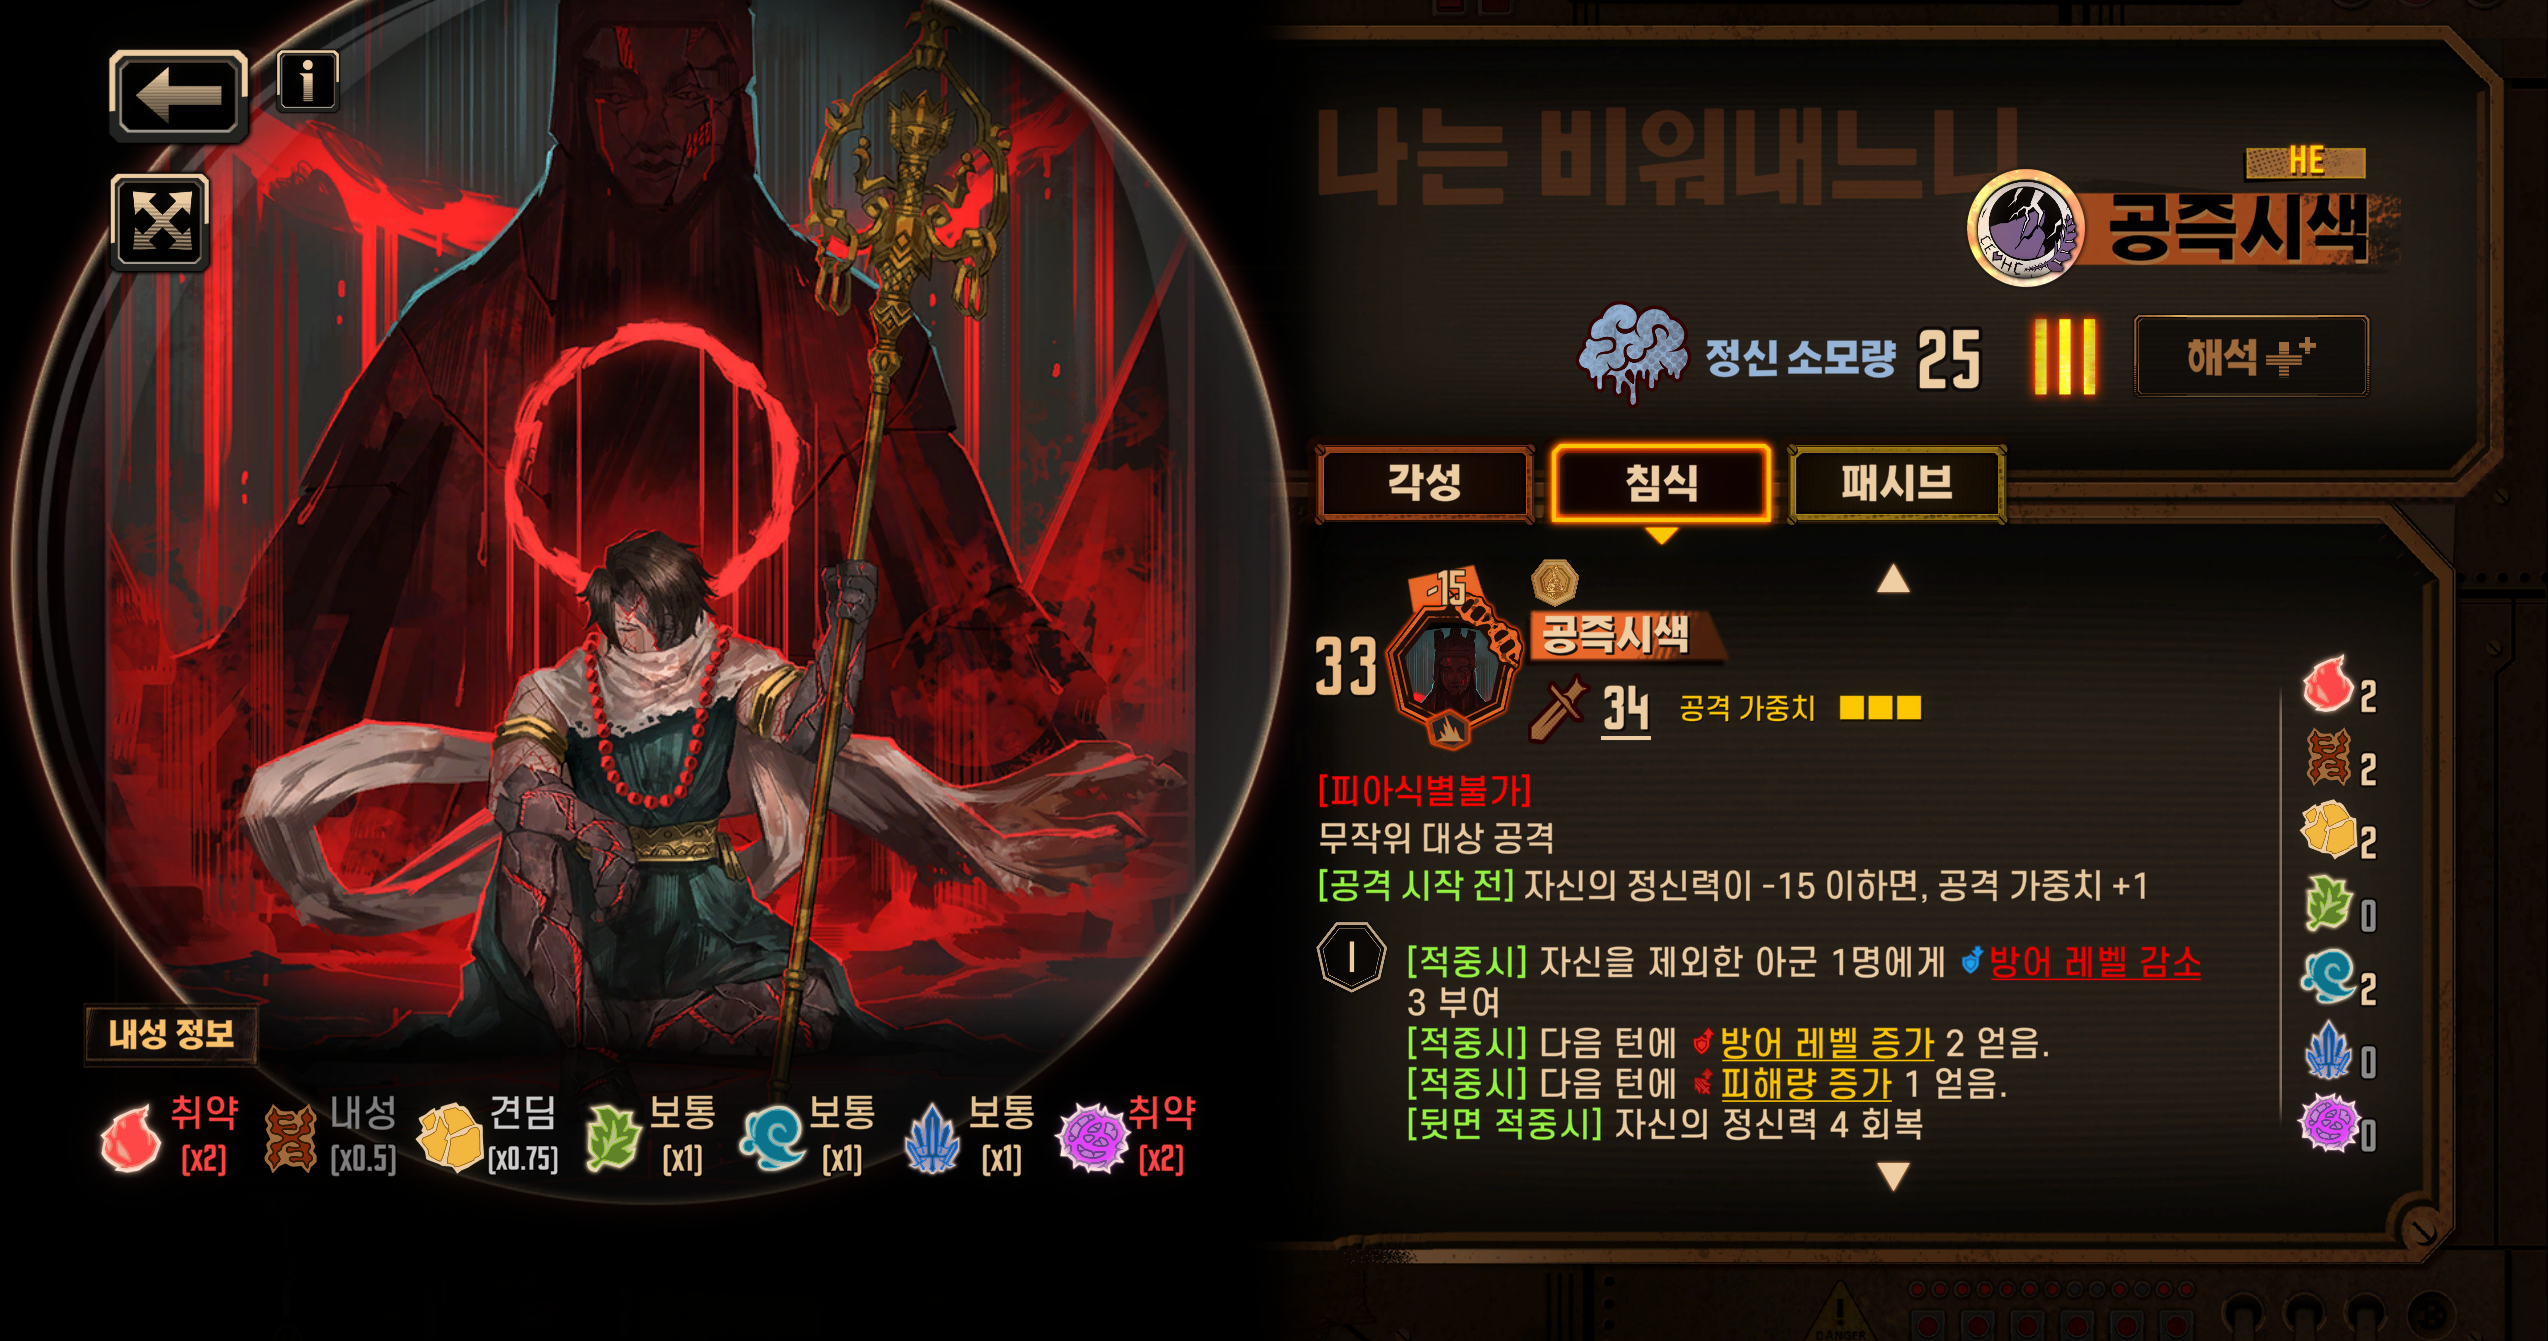 나는 비워내느니
HE
공즉시색
정신 소모량 25
해석
각성
침식
패시브
-15
33
공즉시색
34
공격 가중치
[피아식별불가]
무작위 대상 공격
[공격 시작 전] 자신의 정신력이 -15 이하면, 공격 가중치 +1
I
[적중시] 자신을 제외한 아군 1명에게 방어 레벨 감소
3 부여
[적중시] 다음 턴에 방어 레벨 증가 2 얻음.
[적중시] 다음 턴에 피해량 증가 1 얻음.
[뒷면 적중시] 자신의 정신력 4 회복
2
2
2
0
2
0
0
내성 정보
취약 [x2]
내성 [x0.5]
견딤 [x0.75]
보통 [x1]
보통 [x1]
보통 [x1]
취약 [x2]
DANGER